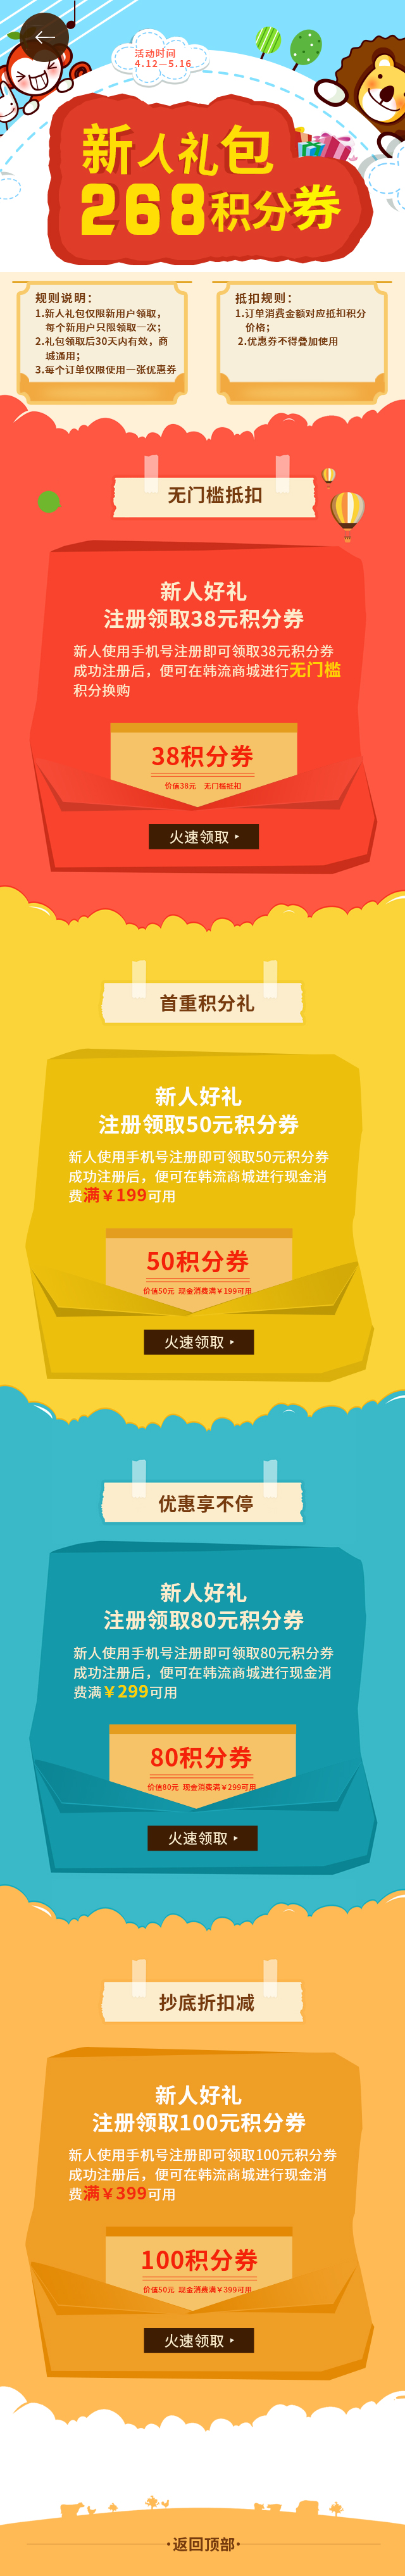 活动时间
4.12—5.16
新人礼包
268积分券
规则说明：
1.新人礼包仅限新用户领取，
每个新用户只限领取一次；
2.礼包领取后30天内有效，商
城通用；
3.每个订单仅限使用一张优惠券
抵扣规则：
1.订单消费金额对应抵扣积分
价格；
2.优惠券不得叠加使用
无门槛抵扣
新人好礼
注册领取38元积分券
新人使用手机号注册即可领取38元积分券
成功注册后，便可在韩流商城进行无门槛
积分换购
38积分券
价值38元 无门槛抵扣
火速领取
首重积分礼
新人好礼
注册领取50元积分券
新人使用手机号注册即可领取50元积分券
成功注册后，便可在韩流商城进行现金消
费满￥199可用
50积分券
价值50元 现金消费满￥199可用
火速领取
优惠享不停
新人好礼
注册领取80元积分券
新人使用手机号注册即可领取80元积分券
成功注册后，便可在韩流商城进行现金消
费满￥299可用
80积分券
价值80元 现金消费满￥299可用
火速领取
抄底折扣减
新人好礼
注册领取100元积分券
新人使用手机号注册即可领取100元积分券
成功注册后，便可在韩流商城进行现金消
费满￥399可用
100积分券
价值50元 现金消费满￥399可用
火速领取
·返回顶部·